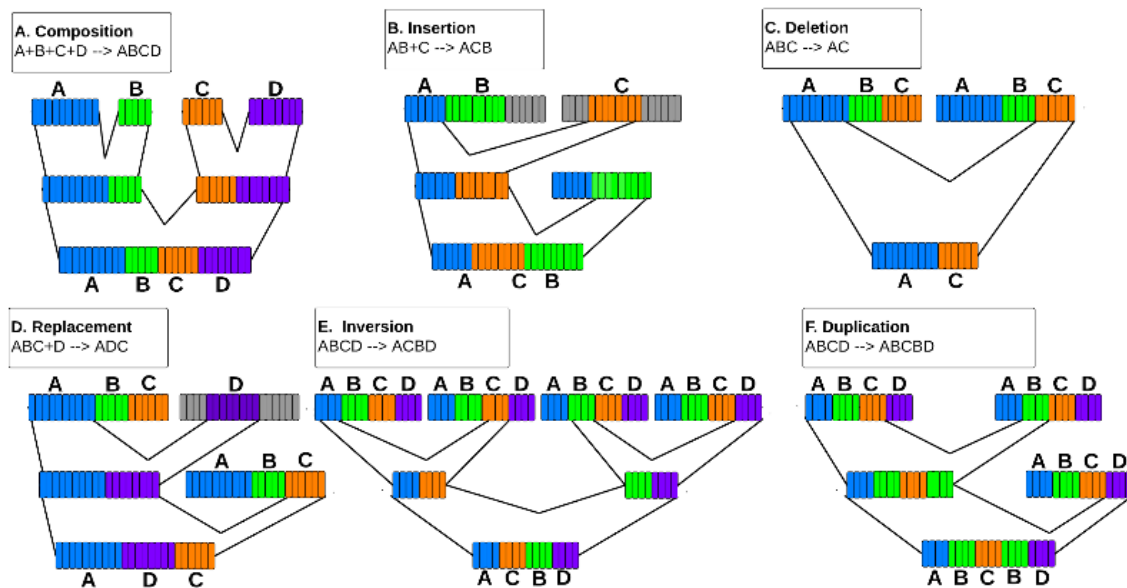 A. Composition
A+B+C+D --> ABCD
A B C D
A B C D
B. Insertion
AB+C --> ACB
A B C
A C B
C. Deletion
ABC --> AC
A B C A B C
A C
D. Replacement
ABC+D --> ADC
A B C D
A B C
A D C
E. Inversion
ABCD --> ACBD
A B C D A B C D A B C D A B C D
A C B D
F. Duplication
ABCD --> ABCBD
A B C D A B C D
A B C D
A B C B D